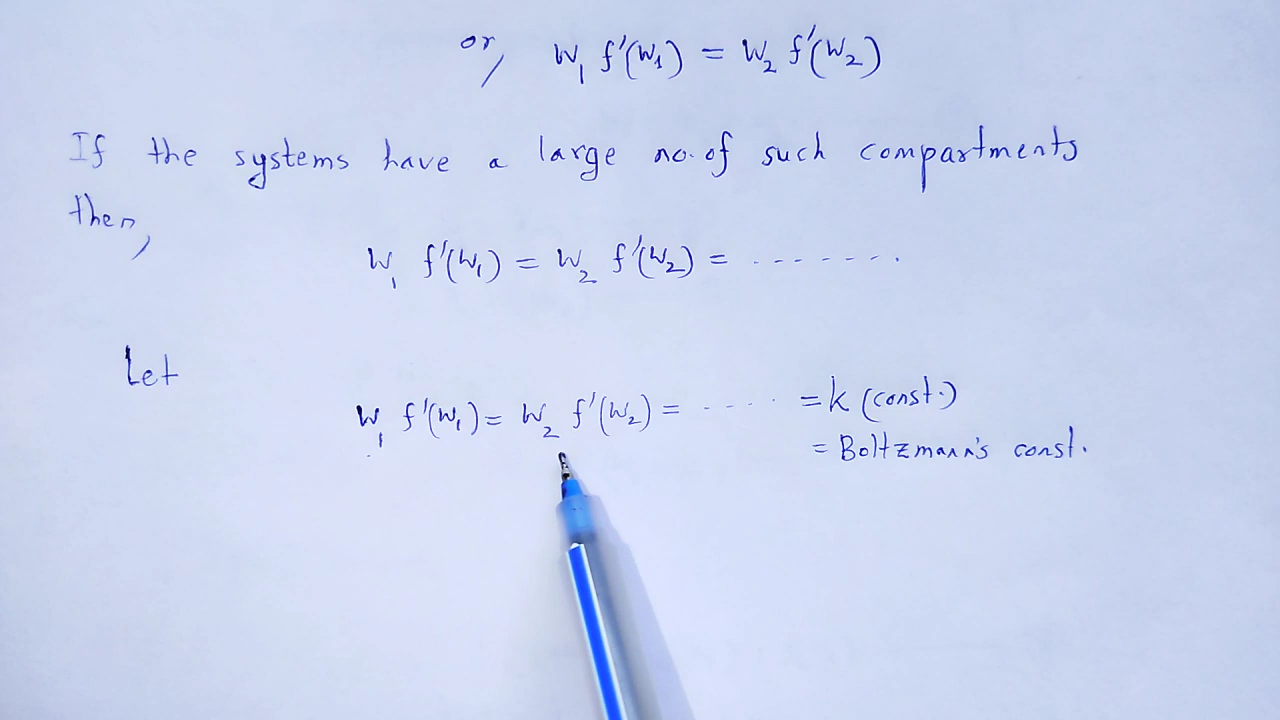 or, W₁ f'(W₁) = W₂ f'(W₂)
If the systems have a large no. of such compartments
then,
W₁ f'(W₁) = W₂ f'(W₂) = - - - - - - - .
Let
W₁ f'(W₁) = W₂ f'(W₂) = - - - - = k (const.)
= Boltzmann's const.